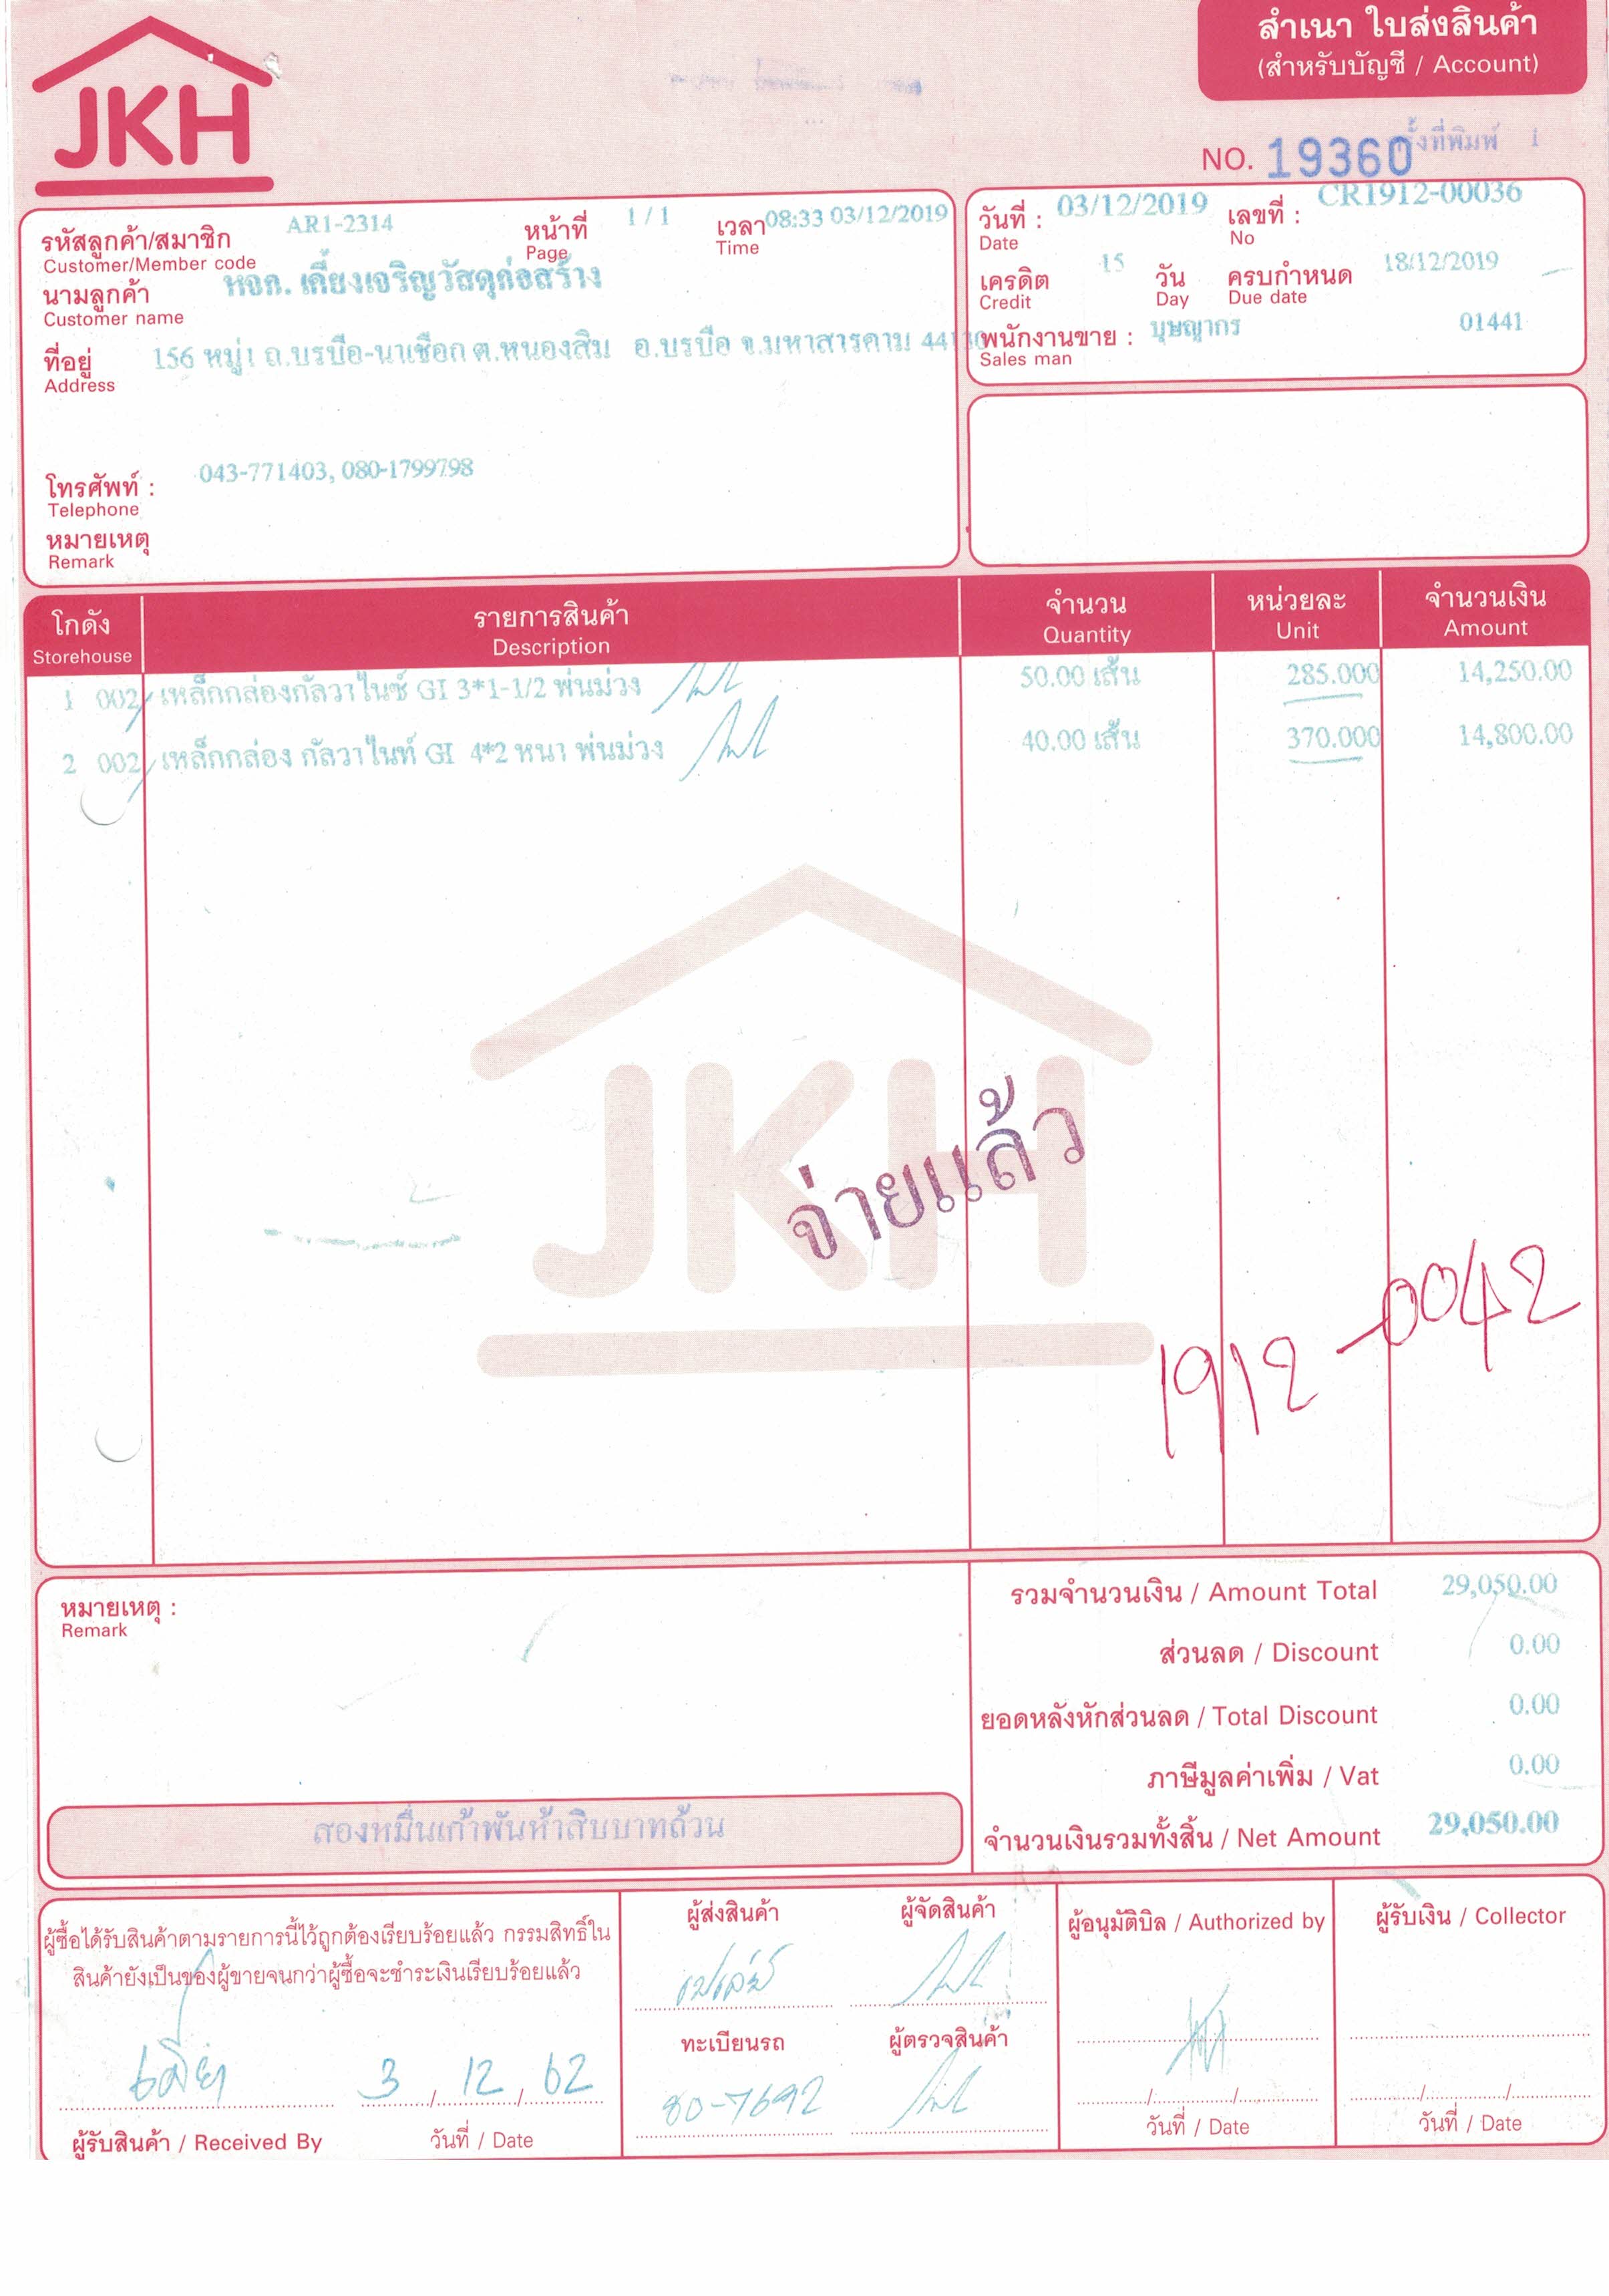 JKH
สำเนา ใบส่งสินค้า
(สำหรับบัญชี / Account)
NO. 19360
ครั้งที่พิมพ์ 1
รหัสลูกค้า/สมาชิก AR1-2314 หน้าที่ 1 / 1 เวลา 08:33 03/12/2019
Customer/Member code Page Time
นามลูกค้า หจก. เคี้ยงเจริญวัสดุก่อสร้าง
Customer name
ที่อยู่ 156 หมู่1 ถ.บรบือ-นาเชือก ต.หนองสิม อ.บรบือ จ.มหาสารคาม 44130
Address
โทรศัพท์ : 043-771403, 080-1799798
Telephone
หมายเหตุ
Remark
วันที่ : 03/12/2019 เลขที่ : CR1912-00036
Date No
เครดิต 15 วัน ครบกำหนด 18/12/2019
Credit Day Due date
พนักงานขาย : บุษญากร 01441
Sales man
โกดัง รายการสินค้า จำนวน หน่วยละ จำนวนเงิน
Storehouse Description Quantity Unit Amount
1 002 เหล็กกล่องกัลวาไนซ์ GI 3*1-1/2 พ่นม่วง 50.00 เส้น 285.000 14,250.00
2 002 เหล็กกล่อง กัลวาไนท์ GI 4*2 หนา พ่นม่วง 40.00 เส้น 370.000 14,800.00
JKH
จ่ายแล้ว
1912-0042
หมายเหตุ :
Remark
รวมจำนวนเงิน / Amount Total 29,050.00
ส่วนลด / Discount 0.00
ยอดหลังหักส่วนลด / Total Discount 0.00
ภาษีมูลค่าเพิ่ม / Vat 0.00
สองหมื่นเก้าพันห้าสิบบาทถ้วน
จำนวนเงินรวมทั้งสิ้น / Net Amount 29,050.00
ผู้ซื้อได้รับสินค้าตามรายการนี้ไว้ถูกต้องเรียบร้อยแล้ว กรรมสิทธิ์ใน
สินค้ายังเป็นของผู้ขายจนกว่าผู้ซื้อจะชำระเงินเรียบร้อยแล้ว
3 / 12 / 62
ผู้รับสินค้า / Received By วันที่ / Date
ผู้ส่งสินค้า ผู้จัดสินค้า
ทะเบียนรถ ผู้ตรวจสินค้า
80-7692
ผู้อนุมัติบิล / Authorized by
วันที่ / Date
ผู้รับเงิน / Collector
วันที่ / Date